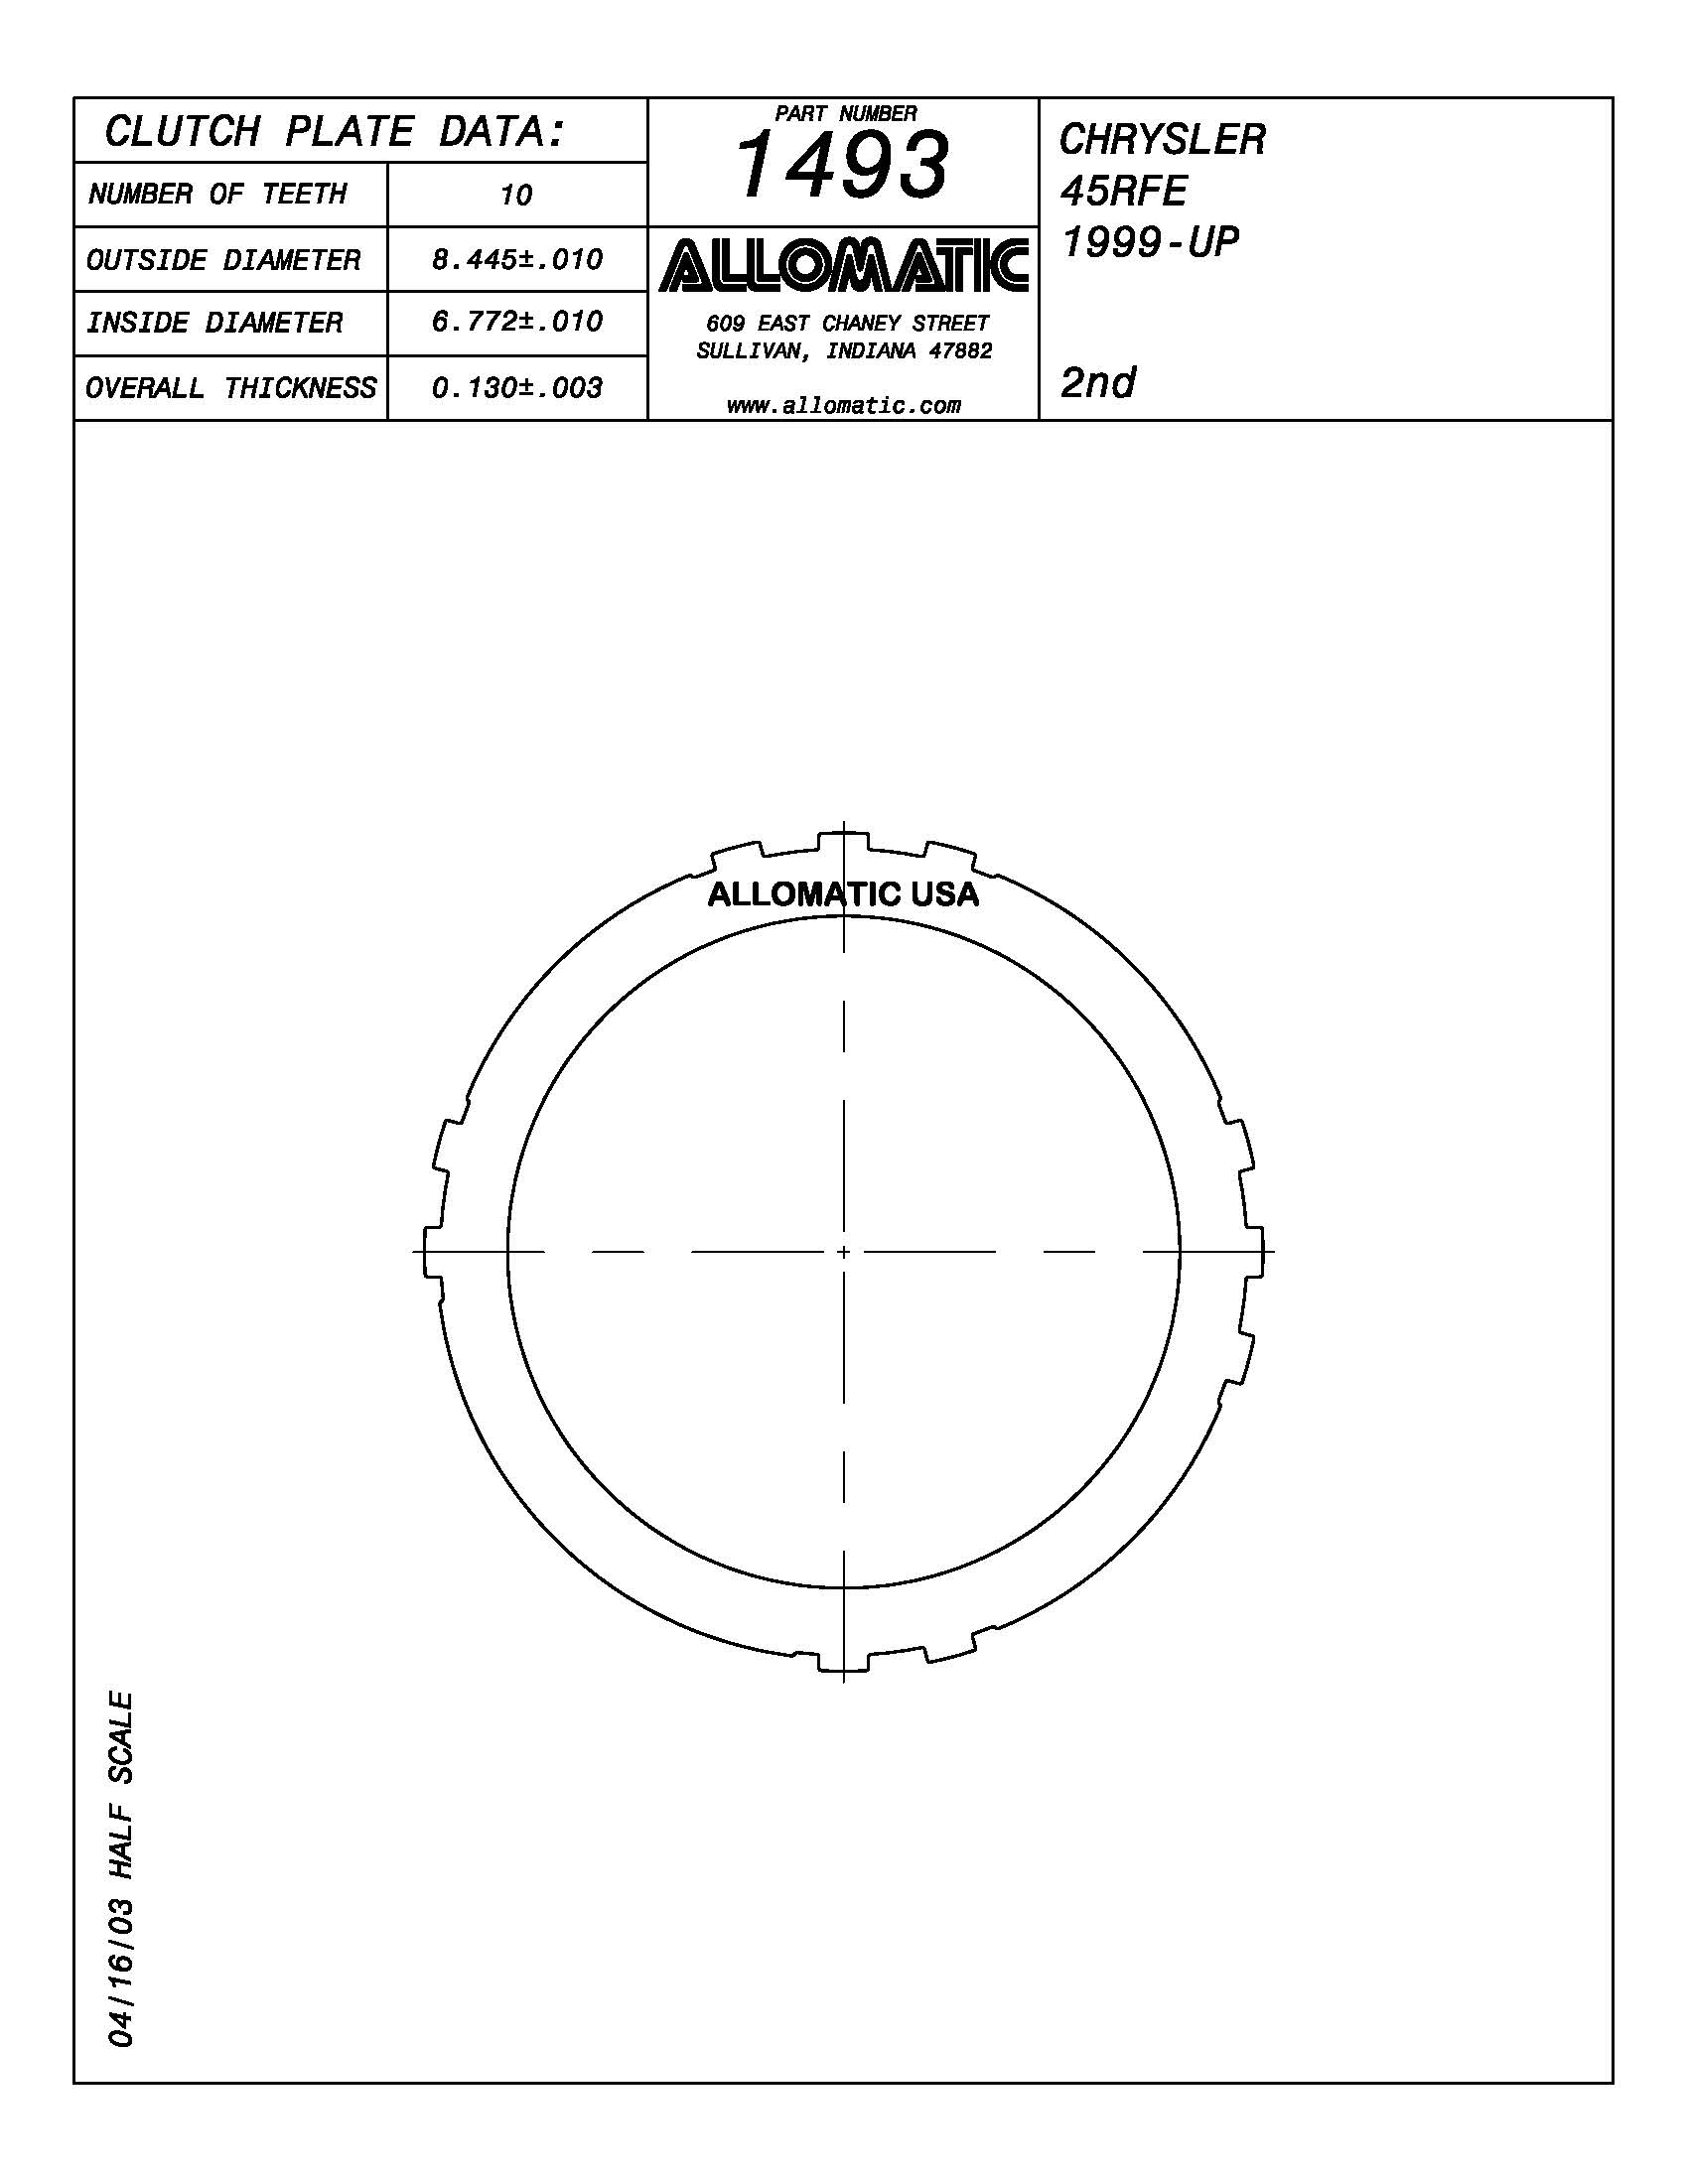 CLUTCH PLATE DATA:
NUMBER OF TEETH 10
OUTSIDE DIAMETER 8.445±.010
INSIDE DIAMETER 6.772±.010
OVERALL THICKNESS 0.130±.003
PART NUMBER
1493
ALLOMATIC
609 EAST CHANEY STREET
SULLIVAN, INDIANA 47882
www.allomatic.com
CHRYSLER
45RFE
1999-UP
2nd
ALLOMATIC USA
04/16/03 HALF SCALE